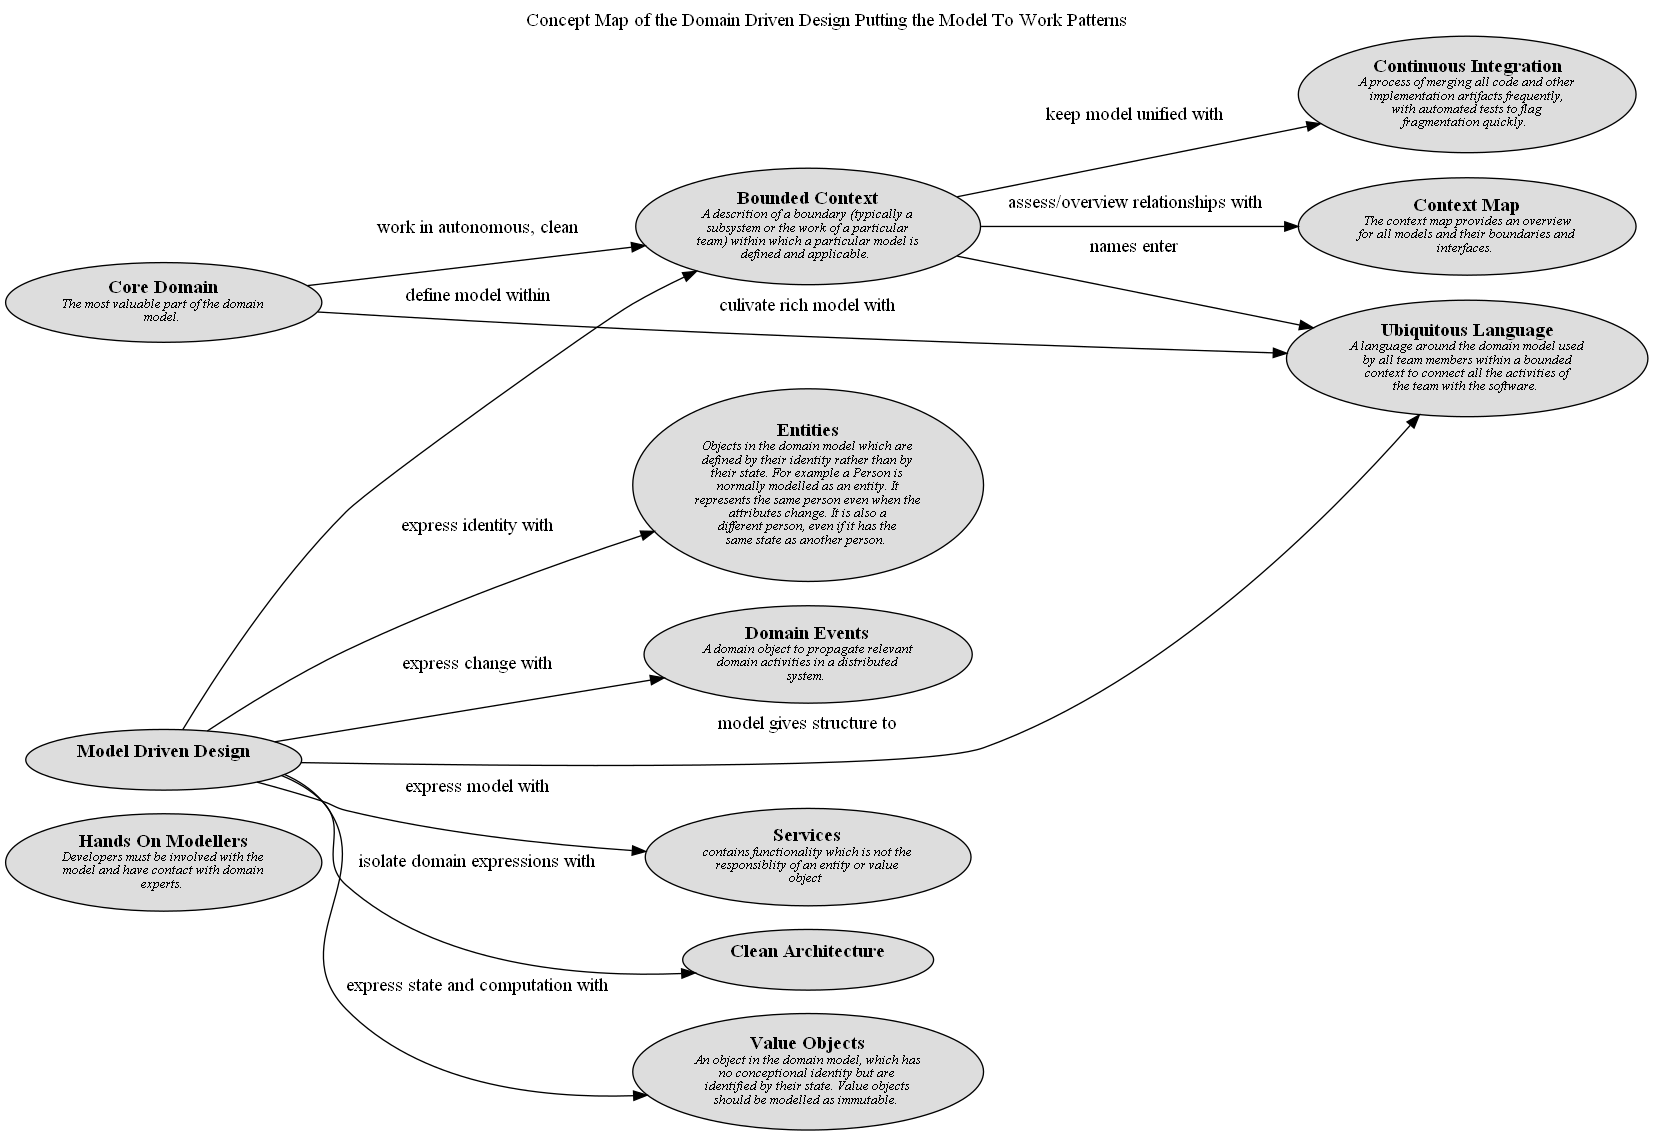 Concept Map of the Domain Driven Design Putting the Model To Work Patterns
Continuous Integration
A process of merging all code and other
implementation artifacts frequently,
with automated tests to flag
fragmentation quickly.
keep model unified with
Bounded Context
A descrition of a boundary (typically a
subsystem or the work of a particular
team) within which a particular model is
defined and applicable.
assess/overview relationships with
Context Map
The context map provides an overview
for all models and their boundaries and
interfaces.
work in autonomous, clean
names enter
Core Domain
The most valuable part of the domain
model.
define model within
culivate rich model with
Ubiquitous Language
A language around the domain model used
by all team members within a bounded
context to connect all the activities of
the team with the software.
Entities
Objects in the domain model which are
defined by their identity rather than by
their state. For example a Person is
normally modelled as an entity. It
represents the same person even when the
attributes change. It is also a
different person, even if it has the
same state as another person.
express identity with
Domain Events
A domain object to propagate relevant
domain activities in a distributed
system.
express change with
model gives structure to
Model Driven Design
express model with
Hands On Modellers
Developers must be involved with the
model and have contact with domain
experts.
Services
contains functionality which is not the
responsiblity of an entity or value
object
isolate domain expressions with
Clean Architecture
express state and computation with
Value Objects
An object in the domain model, which has
no conceptional identity but are
identified by their state. Value objects
should be modelled as immutable.